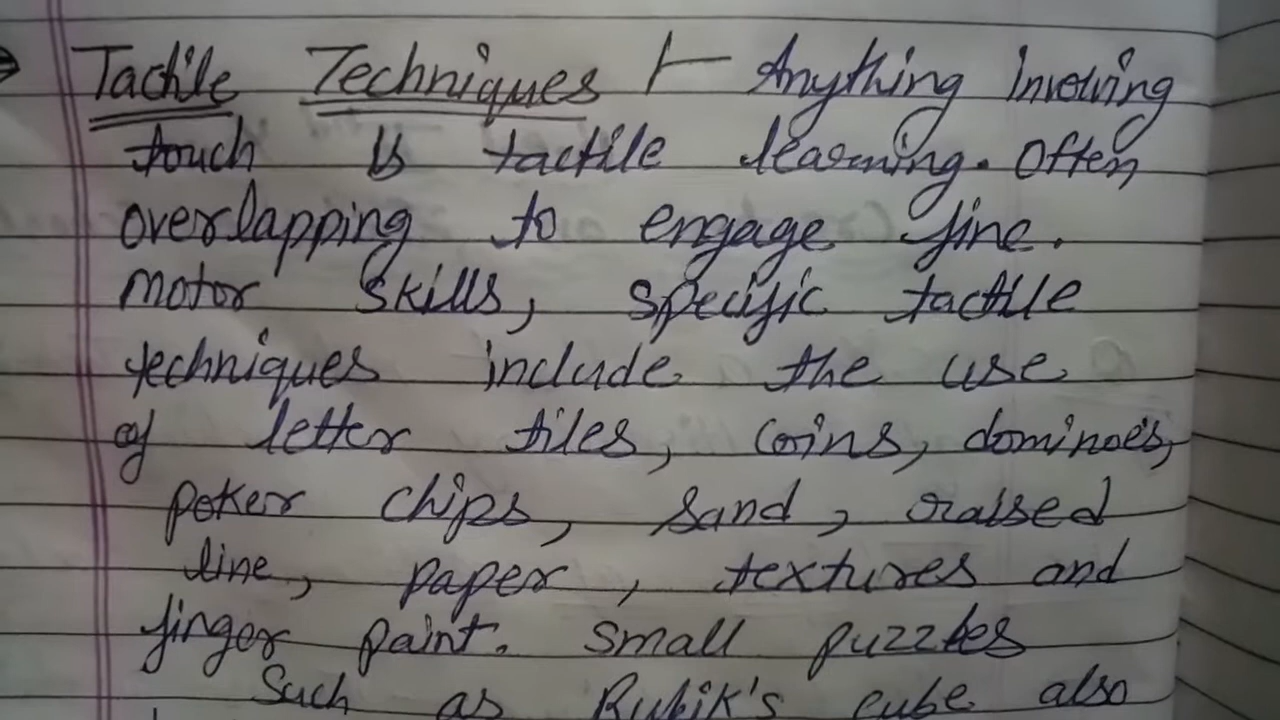 Tactile Techniques :- Anything involving
touch is tactile learning. Often
overlapping to engage fine.
motor skills, specific tactile
techniques include the use
of letter tiles, coins, dominoes,
poker chips, sand, raised
line, paper, textures and
finger paint. Small puzzles
Such as Rubik's cube also